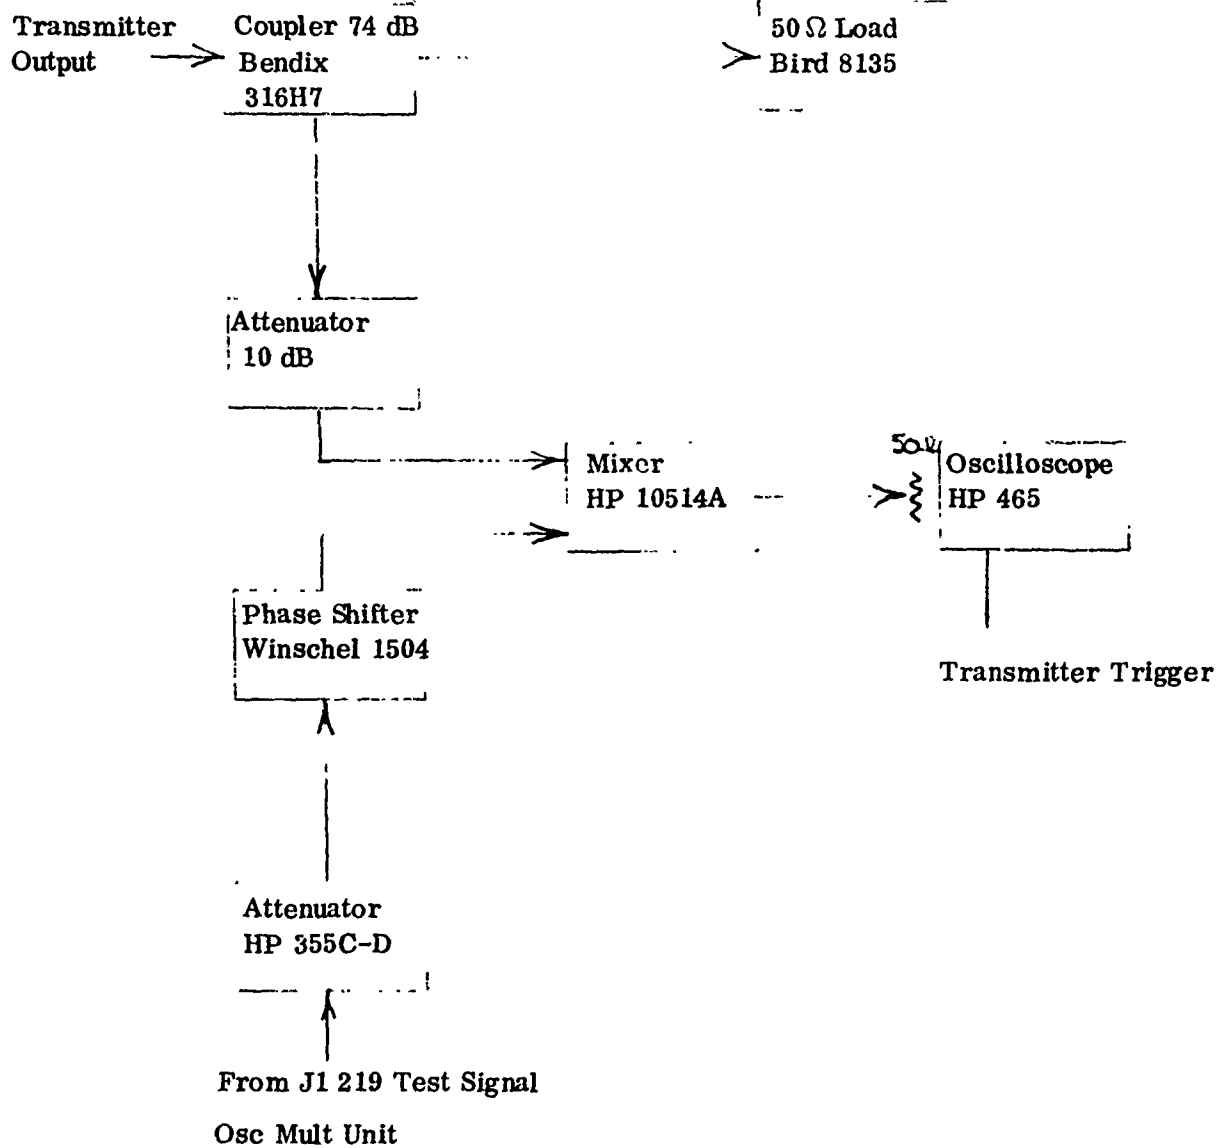 Transmitter
Output
Coupler 74 dB
Bendix
316H7
50 Ω Load
Bird 8135
Attenuator
10 dB
Mixer
HP 10514A
50 Ω
Oscilloscope
HP 465
Phase Shifter
Winschel 1504
Transmitter Trigger
Attenuator
HP 355C-D
From J1 219 Test Signal
Osc Mult Unit